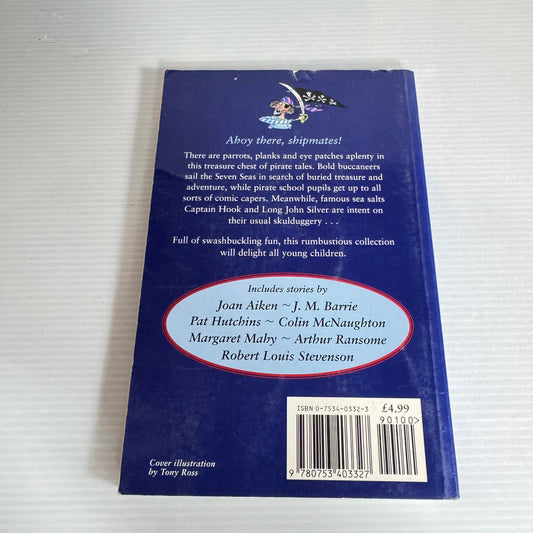 Ahoy there, shipmates!
There are parrots, planks and eye patches aplenty in
this treasure chest of pirate tales. Bold buccaneers
sail the Seven Seas in search of buried treasure and
adventure, while pirate school pupils get up to all
sorts of comic capers. Meanwhile, famous sea salts
Captain Hook and Long John Silver are intent on
their usual skulduggery . . .
Full of swashbuckling fun, this rumbustious collection
will delight all young children.
Includes stories by
Joan Aiken ~ J. M. Barrie
Pat Hutchins ~ Colin McNaughton
Margaret Mahy ~ Arthur Ransome
Robert Louis Stevenson
ISBN 0-7534-0332-3
£4.99
90100>
9 780753 403327
Cover illustration
by Tony Ross